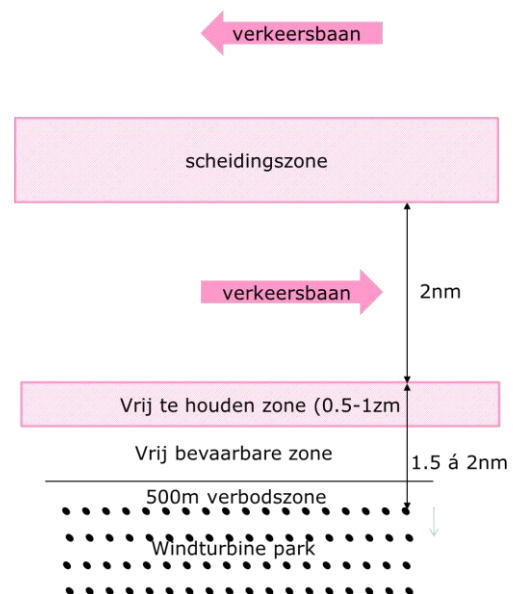 verkeersbaan
scheidingszone
verkeersbaan
2nm
Vrij te houden zone (0.5-1zm
Vrij bevaarbare zone
1.5 á 2nm
500m verbodszone
Windturbine park